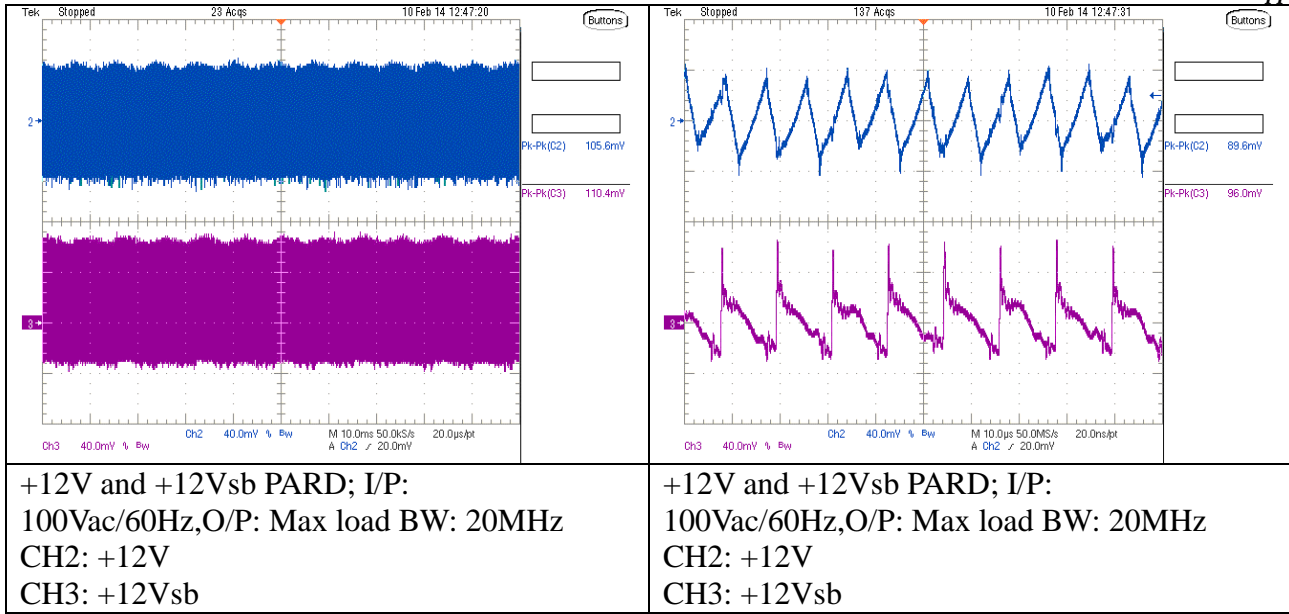 Tek Stopped 23 Acqs 10 Feb 14 12:47:20
Buttons
2
Pk-Pk(C2) 105.6mV
Pk-Pk(C3) 110.4mV
3
Ch2 40.0mV % Bw M 10.0ms 50.0kS/s 20.0µs/pt
Ch3 40.0mV % Bw A Ch2 / 20.0mV
+12V and +12Vsb PARD; I/P:
100Vac/60Hz,O/P: Max load BW: 20MHz
CH2: +12V
CH3: +12Vsb
Tek Stopped 137 Acqs 10 Feb 14 12:47:31
Buttons
2
Pk-Pk(C2) 89.6mV
Pk-Pk(C3) 96.0mV
3
Ch2 40.0mV % Bw M 10.0µs 50.0MS/s 20.0ns/pt
Ch3 40.0mV % Bw A Ch2 / 20.0mV
+12V and +12Vsb PARD; I/P:
100Vac/60Hz,O/P: Max load BW: 20MHz
CH2: +12V
CH3: +12Vsb